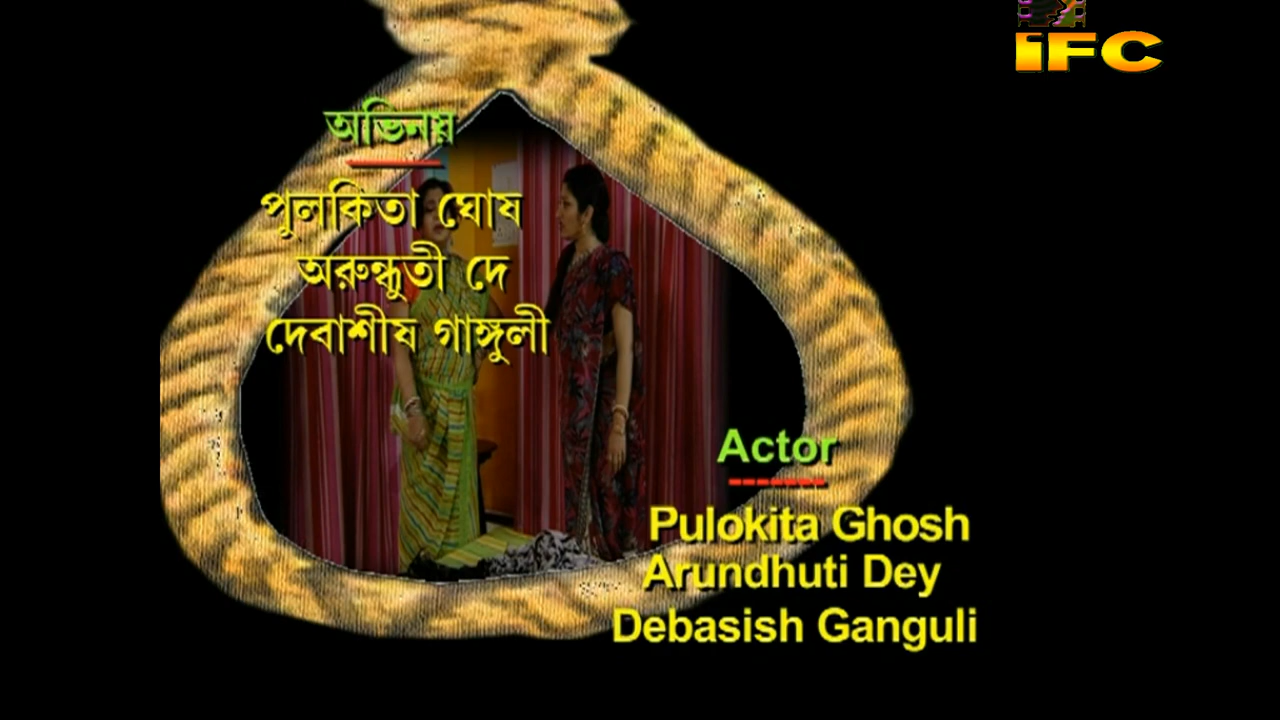 iFC
অভিনয়
পুলকিতা ঘোষ
অরুন্ধুতী দে
দেবাশীষ গাঙ্গুলী
Actor
Pulokita Ghosh
Arundhuti Dey
Debasish Ganguli